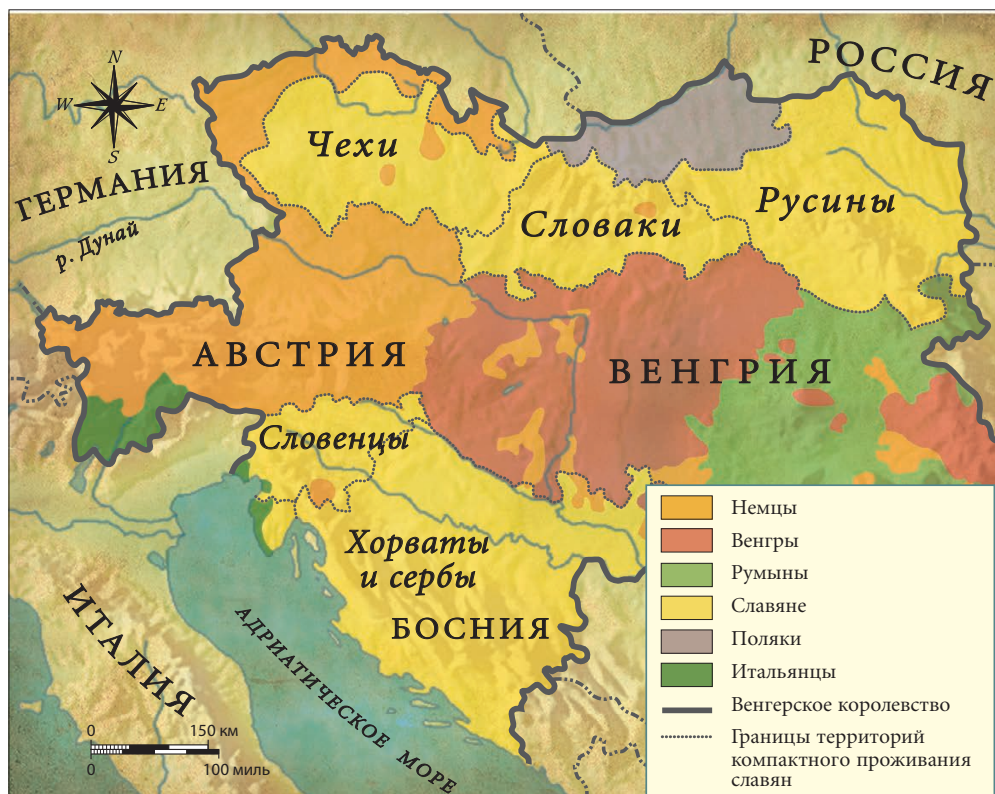 РОССИЯ
N
W
E
S
ГЕРМАНИЯ
р. Дунай
Чехи
Словаки
Русины
АВСТРИЯ
ВЕНГРИЯ
Словенцы
Хорваты
и сербы
БОСНИЯ
ИТАЛИЯ
АДРИАТИЧЕСКОЕ МОРЕ
0 150 км
0 100 миль
Немцы
Венгры
Румыны
Славяне
Поляки
Итальянцы
Венгерское королевство
Границы территорий
компактного проживания
славян